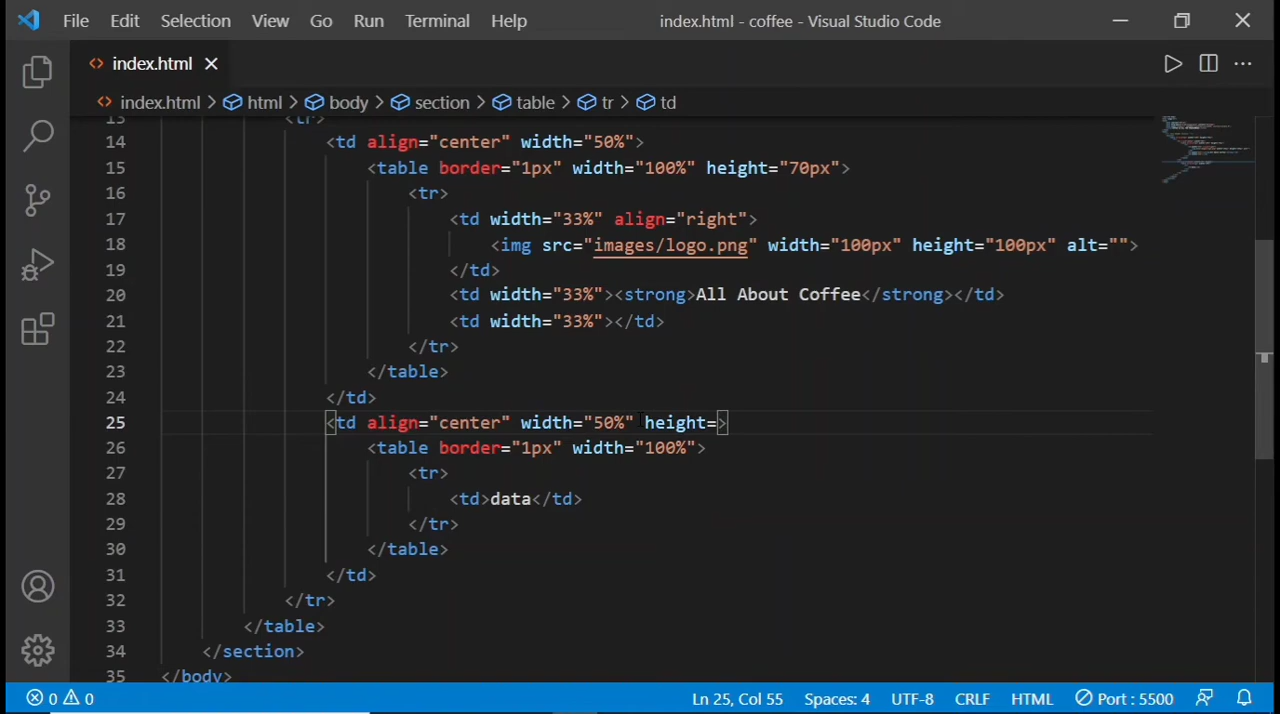 File Edit Selection View Go Run Terminal Help index.html - coffee - Visual Studio Code
index.html
index.html > html > body > section > table > tr > td
13 <tr>
14 <td align="center" width="50%">
15 <table border="1px" width="100%" height="70px">
16 <tr>
17 <td width="33%" align="right">
18 <img src="images/logo.png" width="100px" height="100px" alt="">
19 </td>
20 <td width="33%"><strong>All About Coffee</strong></td>
21 <td width="33%"></td>
22 </tr>
23 </table>
24 </td>
25 <td align="center" width="50%" height=>
26 <table border="1px" width="100%">
27 <tr>
28 <td>data</td>
29 </tr>
30 </table>
31 </td>
32 </tr>
33 </table>
34 </section>
35 </body>
0 0 Ln 25, Col 55 Spaces: 4 UTF-8 CRLF HTML Port : 5500